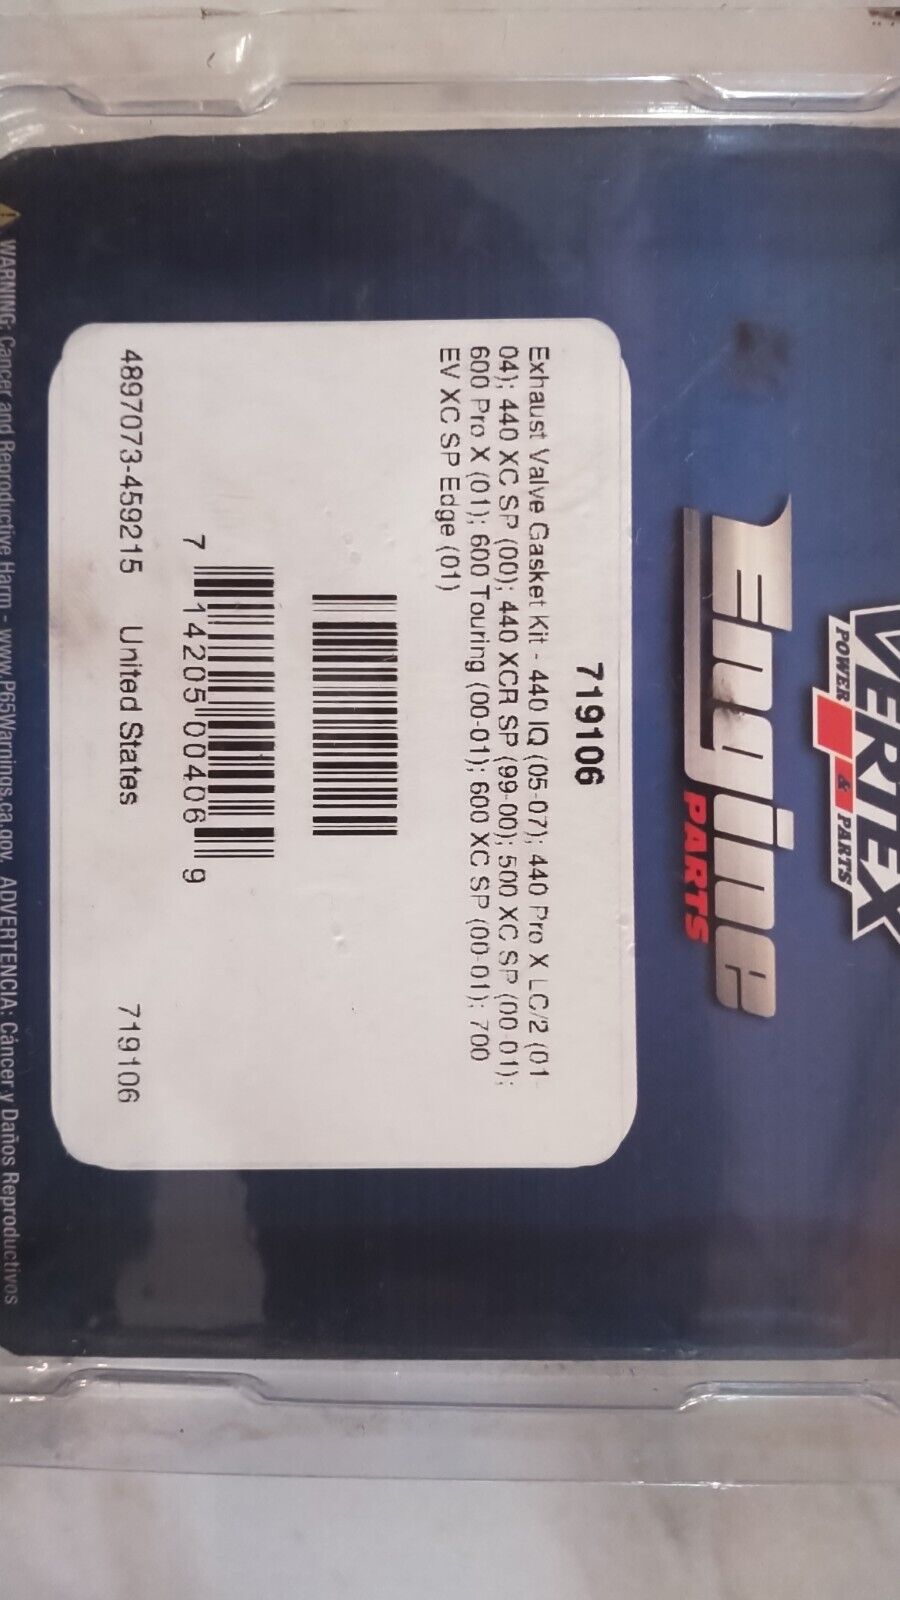 VERTEX
POWER & PARTS
Engine
PARTS
719106
Exhaust Valve Gasket Kit - 440 IQ (05-07); 440 Pro X LC/2 (01-
04); 440 XC SP (00); 440 XCR SP (99-00); 500 XC SP (00-01);
600 Pro X (01); 600 Touring (00-01); 600 XC SP (00-01); 700
EV XC SP Edge (01)
7 14205 00406 9
4897073-459215 United States 719106
WARNING: Cancer and Reproductive Harm - www.P65Warnings.ca.gov. ADVERTENCIA: Cáncer y Daños Reproductivos